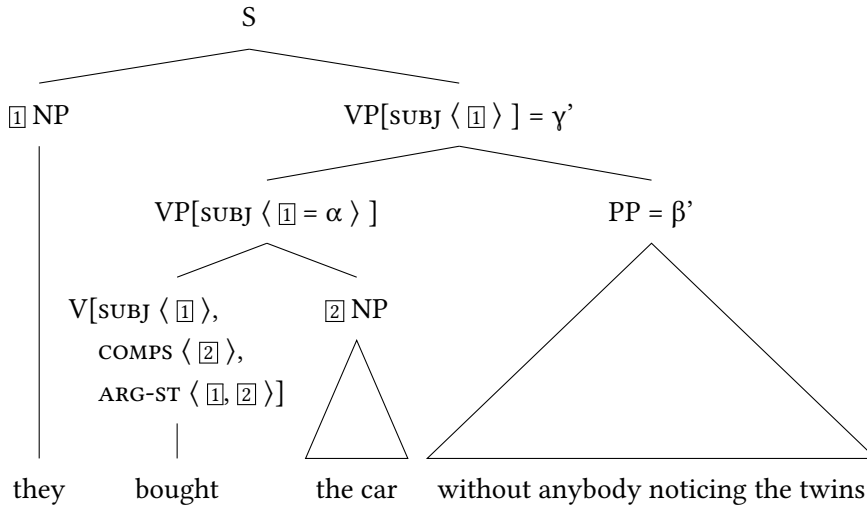 S
1 NP VP[SUBJ ⟨ 1 ⟩ ] = γ’
VP[SUBJ ⟨ 1 = α ⟩ ] PP = β’
V[SUBJ ⟨ 1 ⟩, 2 NP
COMPS ⟨ 2 ⟩,
ARG-ST ⟨ 1, 2 ⟩]
they bought the car without anybody noticing the twins